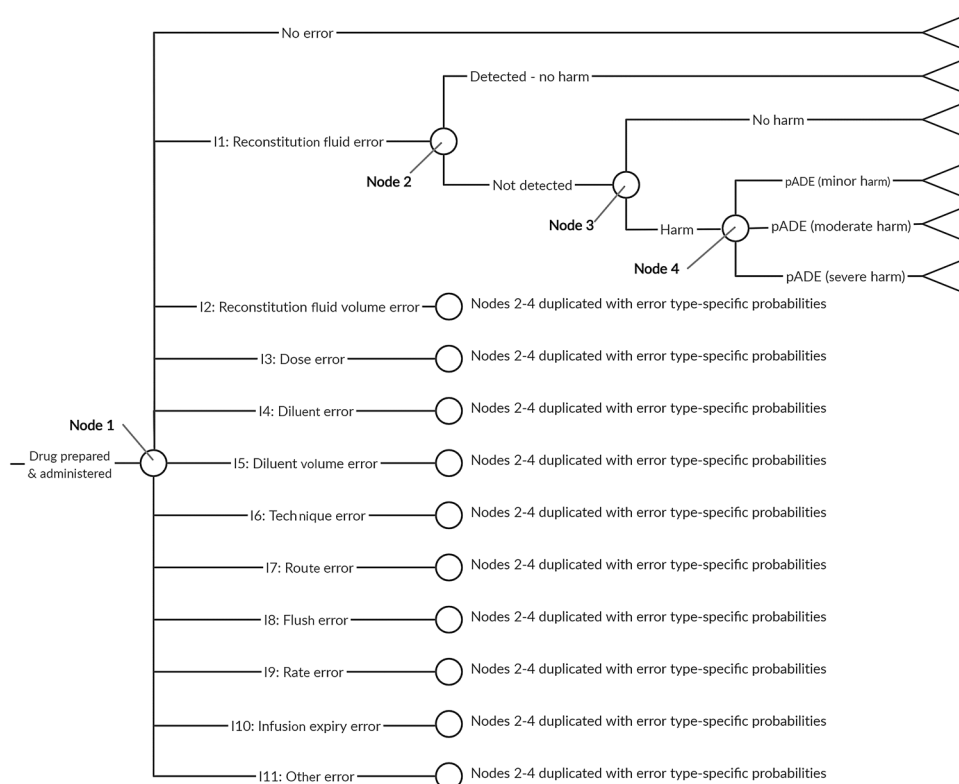 No error
Detected - no harm
No harm
I1: Reconstitution fluid error
Node 2
Not detected
pADE (minor harm)
Node 3
Harm
pADE (moderate harm)
Node 4
pADE (severe harm)
I2: Reconstitution fluid volume error
Nodes 2-4 duplicated with error type-specific probabilities
I3: Dose error
Nodes 2-4 duplicated with error type-specific probabilities
I4: Diluent error
Nodes 2-4 duplicated with error type-specific probabilities
Node 1
Drug prepared
& administered
I5: Diluent volume error
Nodes 2-4 duplicated with error type-specific probabilities
I6: Technique error
Nodes 2-4 duplicated with error type-specific probabilities
I7: Route error
Nodes 2-4 duplicated with error type-specific probabilities
I8: Flush error
Nodes 2-4 duplicated with error type-specific probabilities
I9: Rate error
Nodes 2-4 duplicated with error type-specific probabilities
I10: Infusion expiry error
Nodes 2-4 duplicated with error type-specific probabilities
I11: Other error
Nodes 2-4 duplicated with error type-specific probabilities